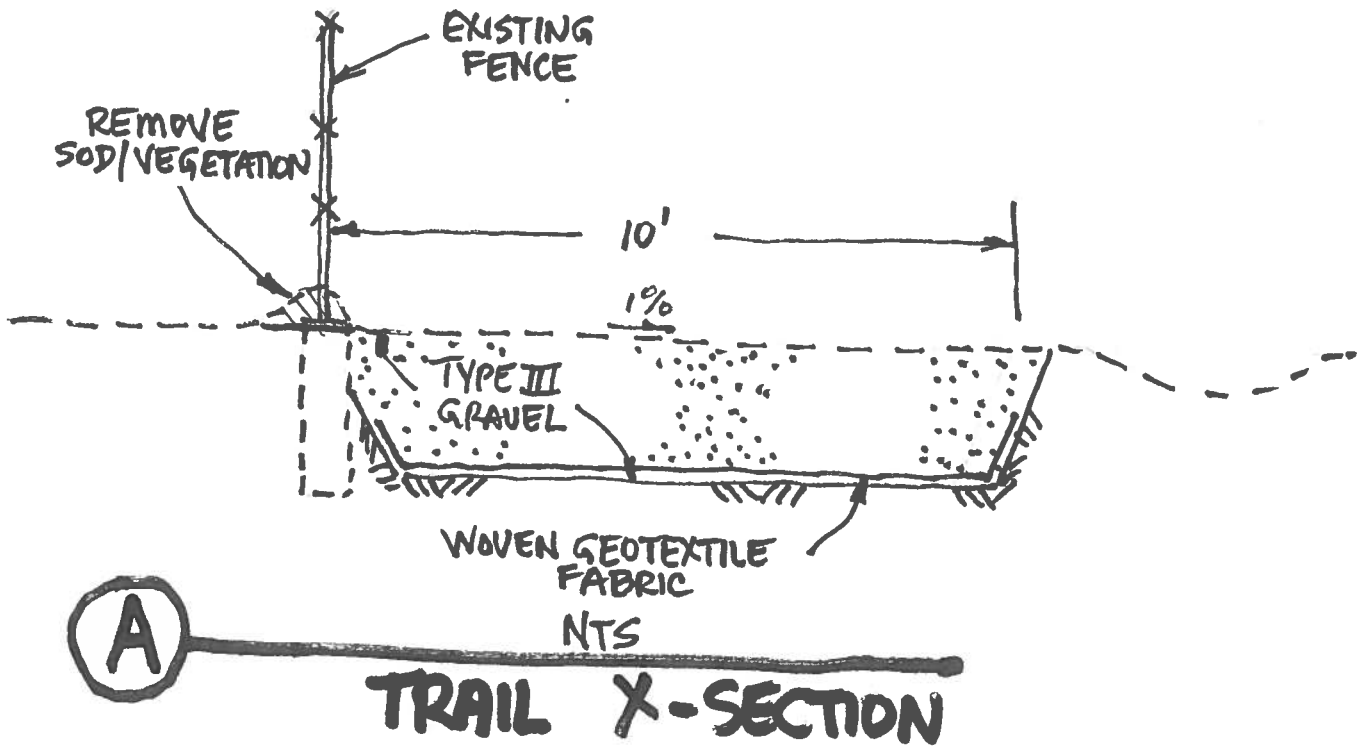 EXISTING
FENCE
REMOVE
SOD/VEGETATION
10'
1%
TYPE III
GRAVEL
WOVEN GEOTEXTILE
FABRIC
A
NTS
TRAIL X-SECTION